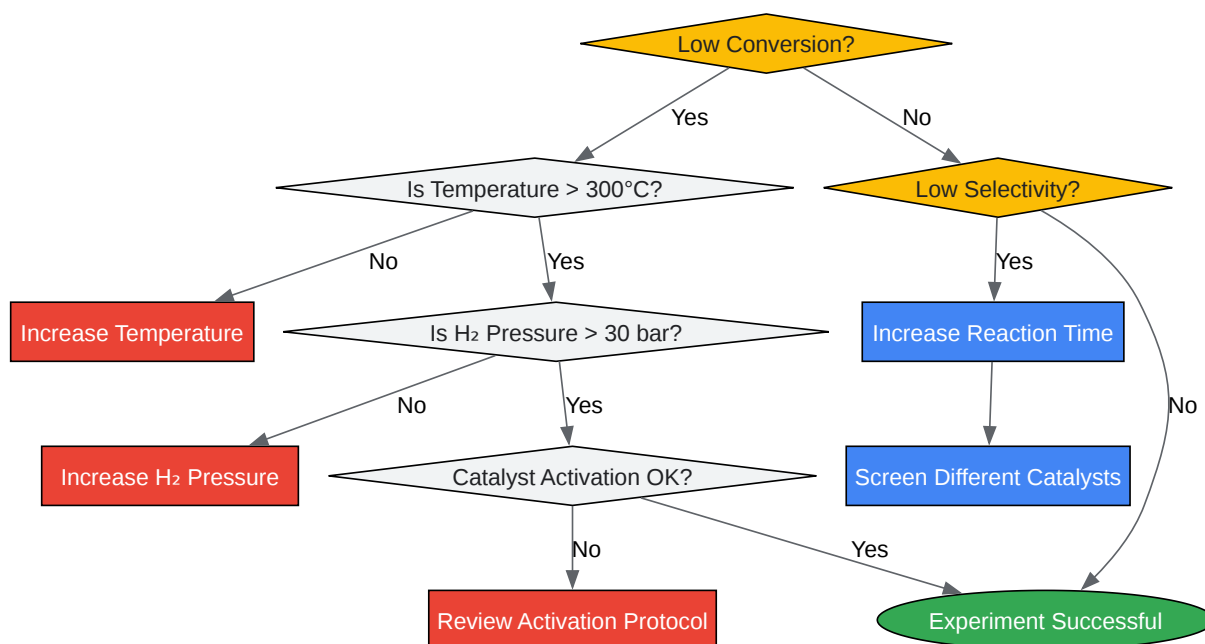 Low Conversion?
Yes
No
Is Temperature > 300°C?
Low Selectivity?
No
Yes
Yes
Increase Temperature
Is H₂ Pressure > 30 bar?
Increase Reaction Time
No
Yes
No
Increase H₂ Pressure
Catalyst Activation OK?
Screen Different Catalysts
No
Yes
Review Activation Protocol
Experiment Successful